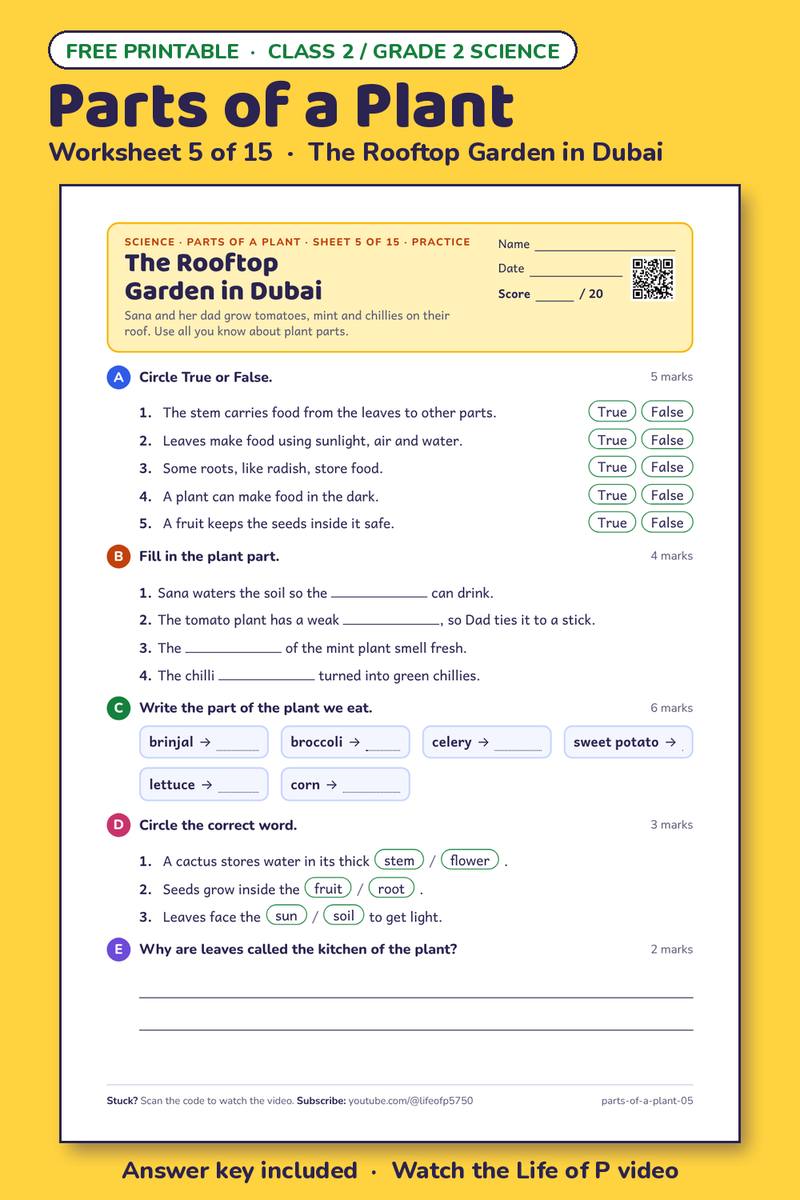 FREE PRINTABLE · CLASS 2 / GRADE 2 SCIENCE
Parts of a Plant
Worksheet 5 of 15 · The Rooftop Garden in Dubai
SCIENCE · PARTS OF A PLANT · SHEET 5 OF 15 · PRACTICE
The Rooftop
Garden in Dubai
Sana and her dad grow tomatoes, mint and chillies on their
roof. Use all you know about plant parts.
Name
Date
Score / 20
A Circle True or False. 5 marks
1. The stem carries food from the leaves to other parts. True False
2. Leaves make food using sunlight, air and water. True False
3. Some roots, like radish, store food. True False
4. A plant can make food in the dark. True False
5. A fruit keeps the seeds inside it safe. True False
B Fill in the plant part. 4 marks
1. Sana waters the soil so the ____________ can drink.
2. The tomato plant has a weak ____________, so Dad ties it to a stick.
3. The ____________ of the mint plant smell fresh.
4. The chilli ____________ turned into green chillies.
C Write the part of the plant we eat. 6 marks
brinjal → broccoli → celery → sweet potato →
lettuce → corn →
D Circle the correct word. 3 marks
1. A cactus stores water in its thick stem / flower .
2. Seeds grow inside the fruit / root .
3. Leaves face the sun / soil to get light.
E Why are leaves called the kitchen of the plant? 2 marks
Stuck? Scan the code to watch the video. Subscribe: youtube.com/@lifeofp5750 parts-of-a-plant-05
Answer key included · Watch the Life of P video